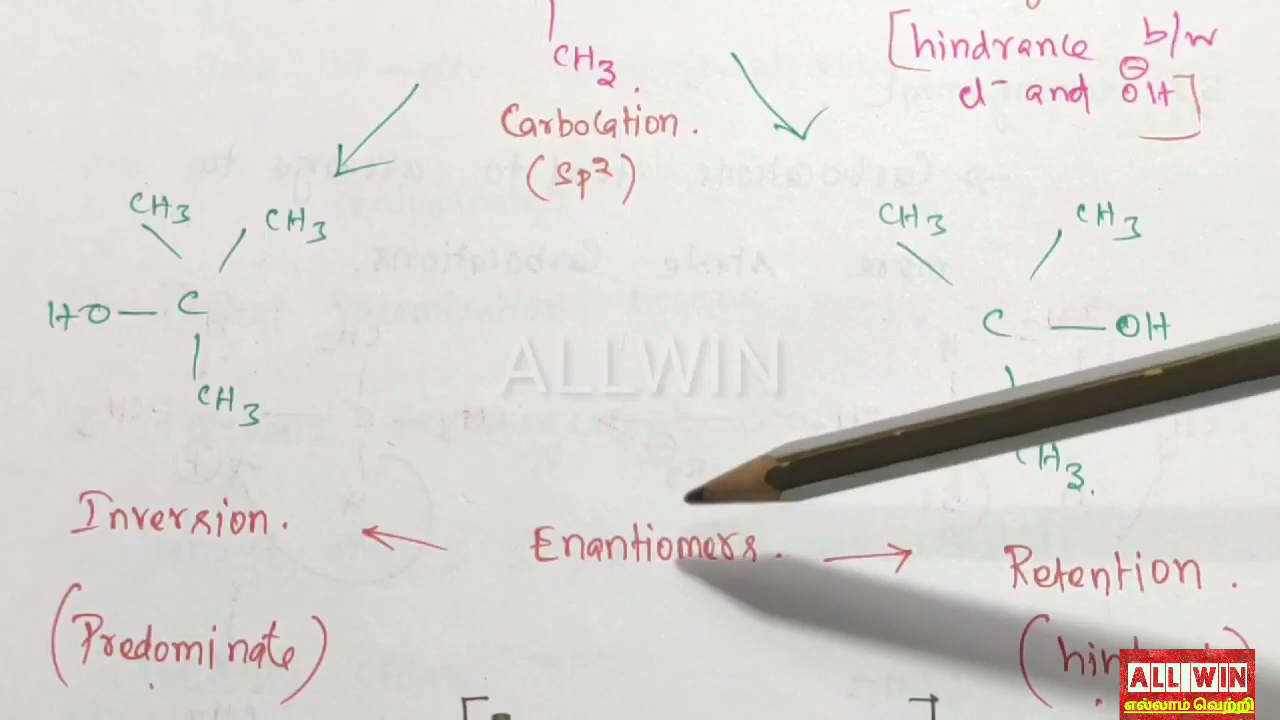 [hindrance b/w
Cl⁻ and ⊖OH]
CH3.
Carbocation.
(Sp²)
CH3 CH3
HO—C
CH3
CH3 CH3
C—OH
CH3.
ALLWIN
Inversion. ← Enantiomers. → Retention.
(Predominate)
ALL WIN
எல்லாம் வெற்றி